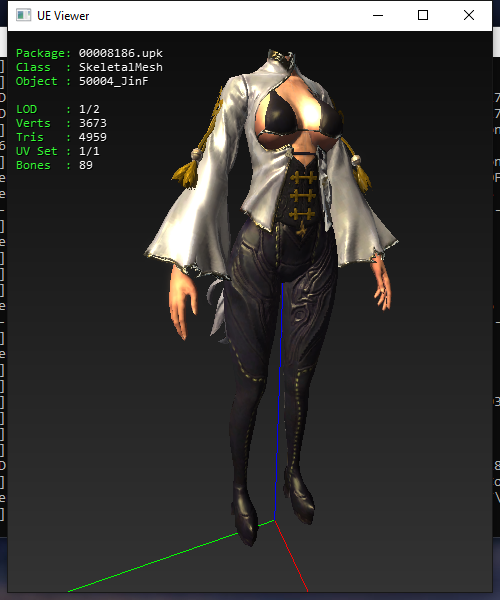 UE Viewer
Package: 00008186.upk
Class : SkeletalMesh
Object : 50004_JinF
LOD : 1/2
Verts : 3673
Tris : 4959
UV Set : 1/1
Bones : 89